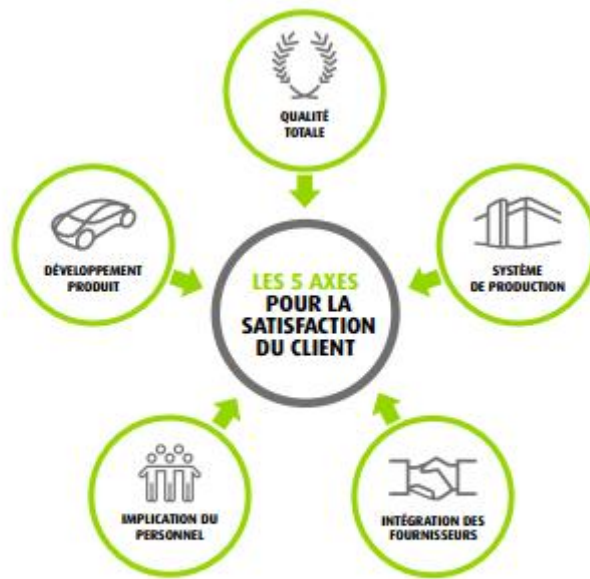 QUALITÉ
TOTALE
DÉVELOPPEMENT
PRODUIT
LES 5 AXES
POUR LA
SATISFACTION
DU CLIENT
SYSTÈME
DE PRODUCTION
IMPLICATION DU
PERSONNEL
INTÉGRATION DES
FOURNISSEURS